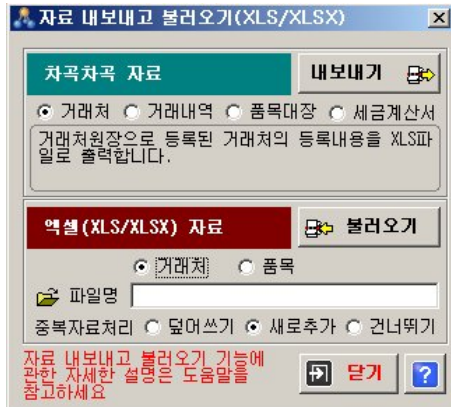 자료 내보내고 불러오기(XLS/XLSX)
차곡차곡 자료 내보내기
거래처 거래내역 품목대장 세금계산서
거래처원장으로 등록된 거래처의 등록내용을 XLS파
일로 출력합니다.
엑셀(XLS/XLSX) 자료 불러오기
거래처 품목
파일명
중복자료처리 덮어쓰기 새로추가 건너뛰기
자료 내보내고 불러오기 기능에
관한 자세한 설명은 도움말을
참고하세요
닫기 ?